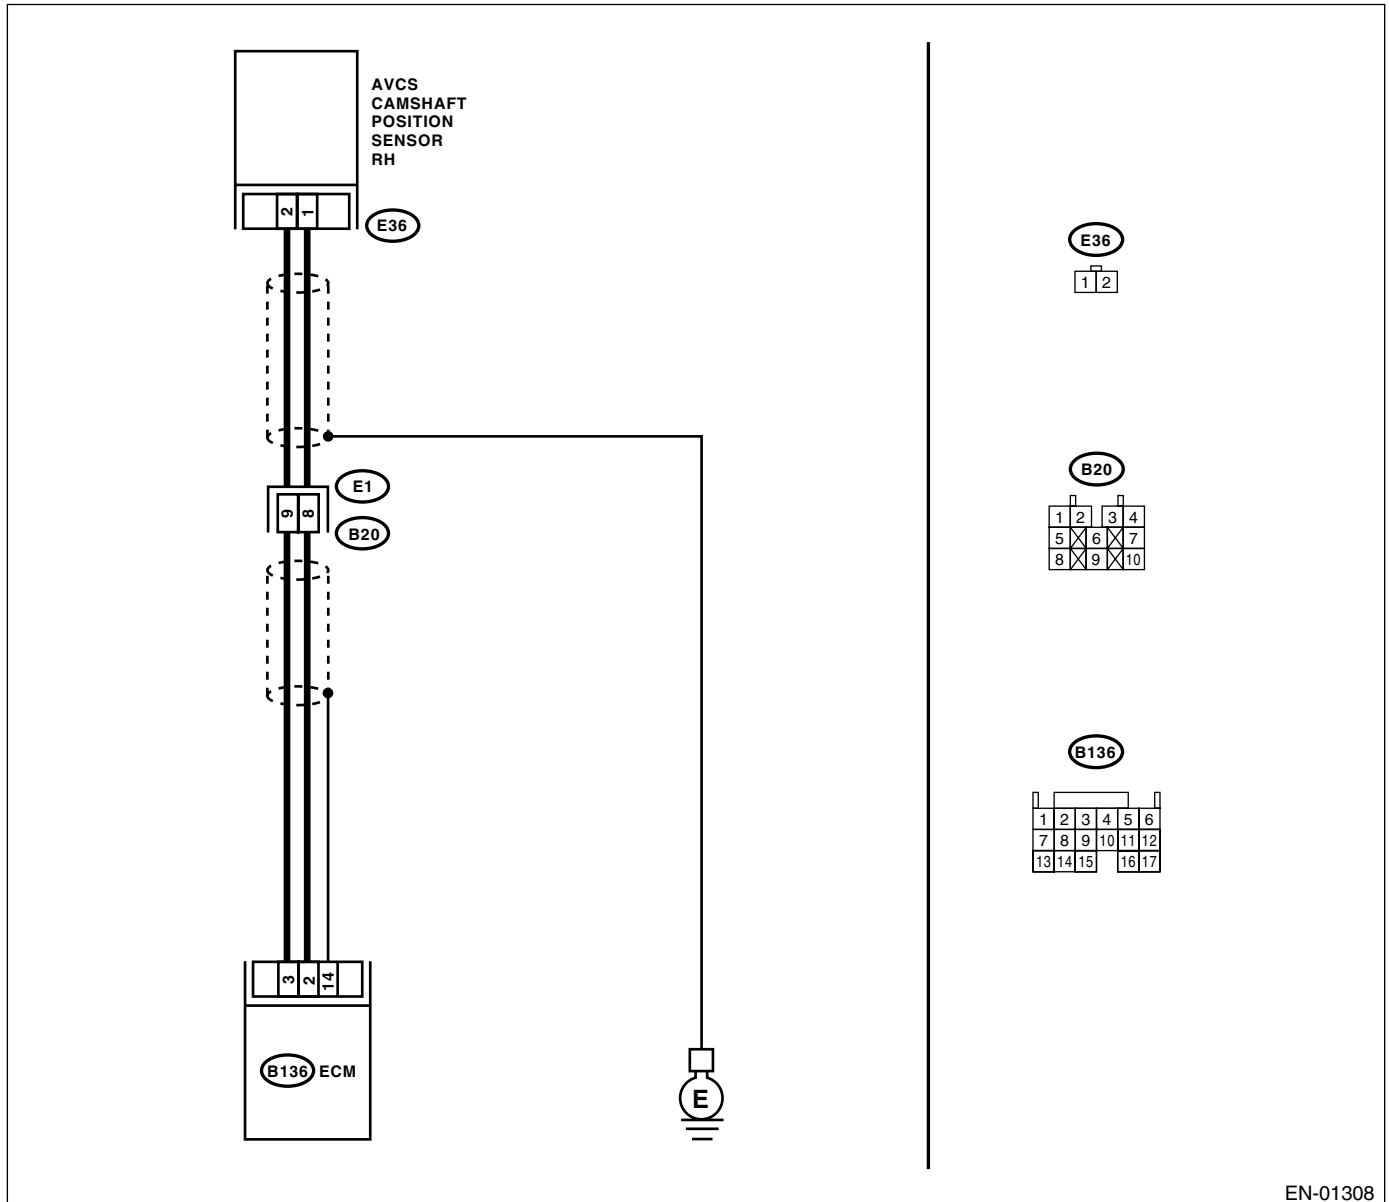 AVCS
CAMSHAFT
POSITION
SENSOR
RH
2 1
E36
E1
9 8
B20
3 2 14
B136 ECM
E
E36
1 2
B20
1 2 3 4
5 6 7
8 9 10
B136
1 2 3 4 5 6
7 8 9 10 11 12
13 14 15 16 17
EN-01308